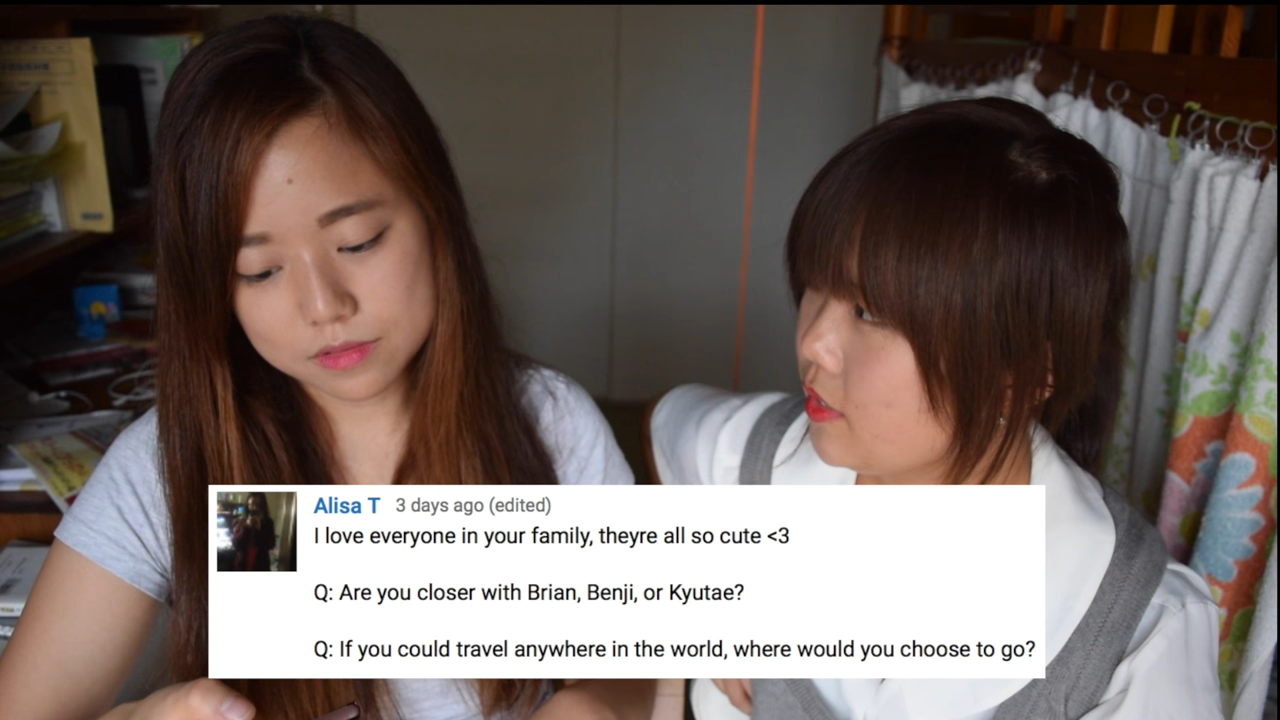 Alisa T 3 days ago (edited)
I love everyone in your family, theyre all so cute <3
Q: Are you closer with Brian, Benji, or Kyutae?
Q: If you could travel anywhere in the world, where would you choose to go?